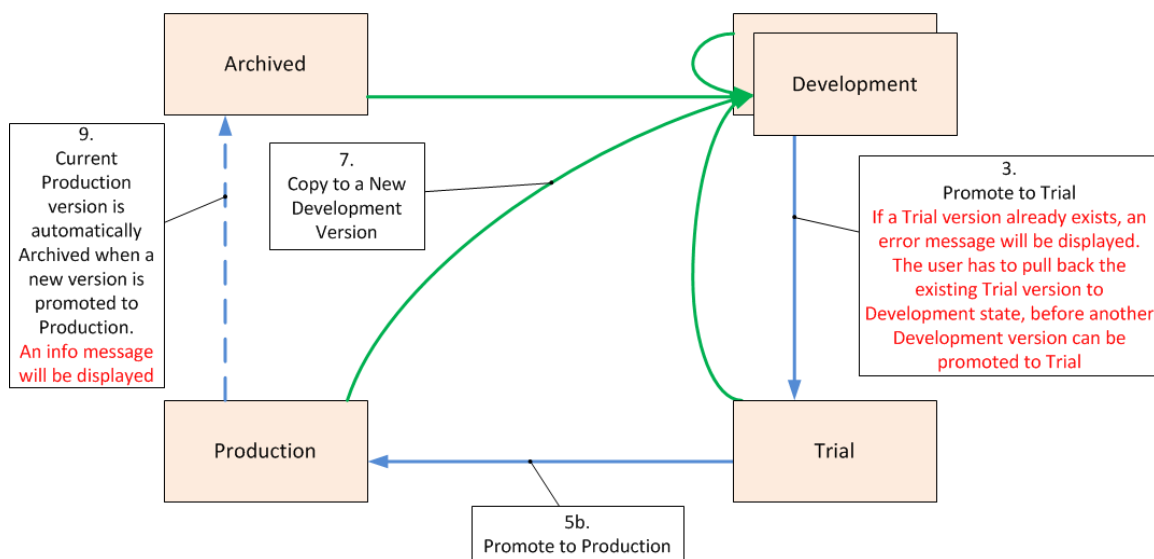 Archived
Development
9.
Current
Production
version is
automatically
Archived when a
new version is
promoted to
Production.
An info message
will be displayed
7.
Copy to a New
Development
Version
3.
Promote to Trial
If a Trial version already exists, an
error message will be displayed.
The user has to pull back the
existing Trial version to
Development state, before another
Development version can be
promoted to Trial
Production
Trial
5b.
Promote to Production